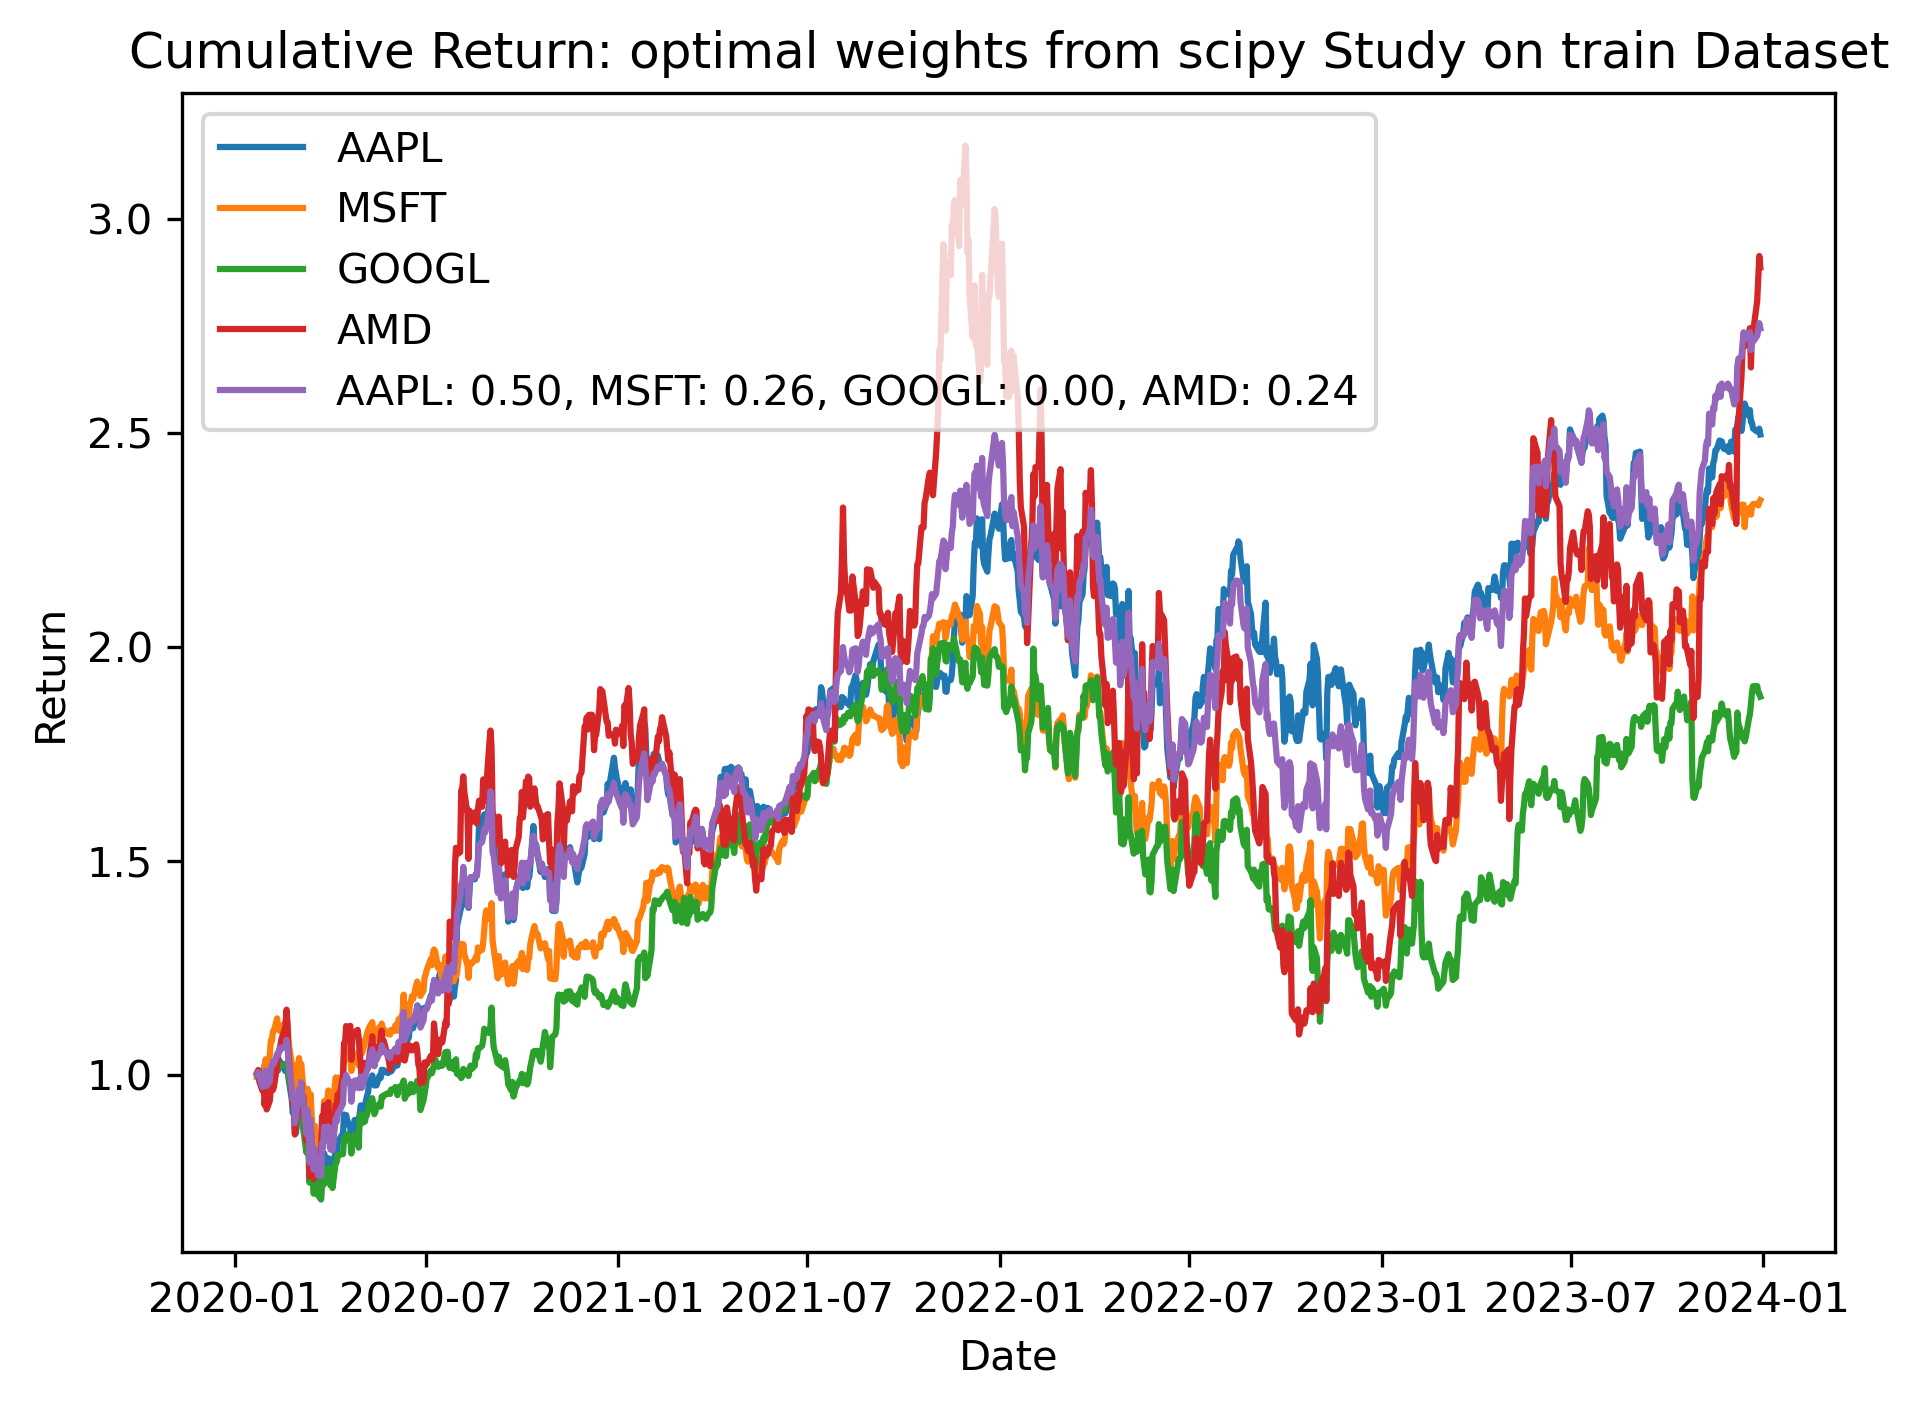 Cumulative Return: optimal weights from scipy Study on train Dataset
AAPL
MSFT
GOOGL
AMD
AAPL: 0.50, MSFT: 0.26, GOOGL: 0.00, AMD: 0.24
Return
3.0
2.5
2.0
1.5
1.0
2020-01 2020-07 2021-01 2021-07 2022-01 2022-07 2023-01 2023-07 2024-01
Date